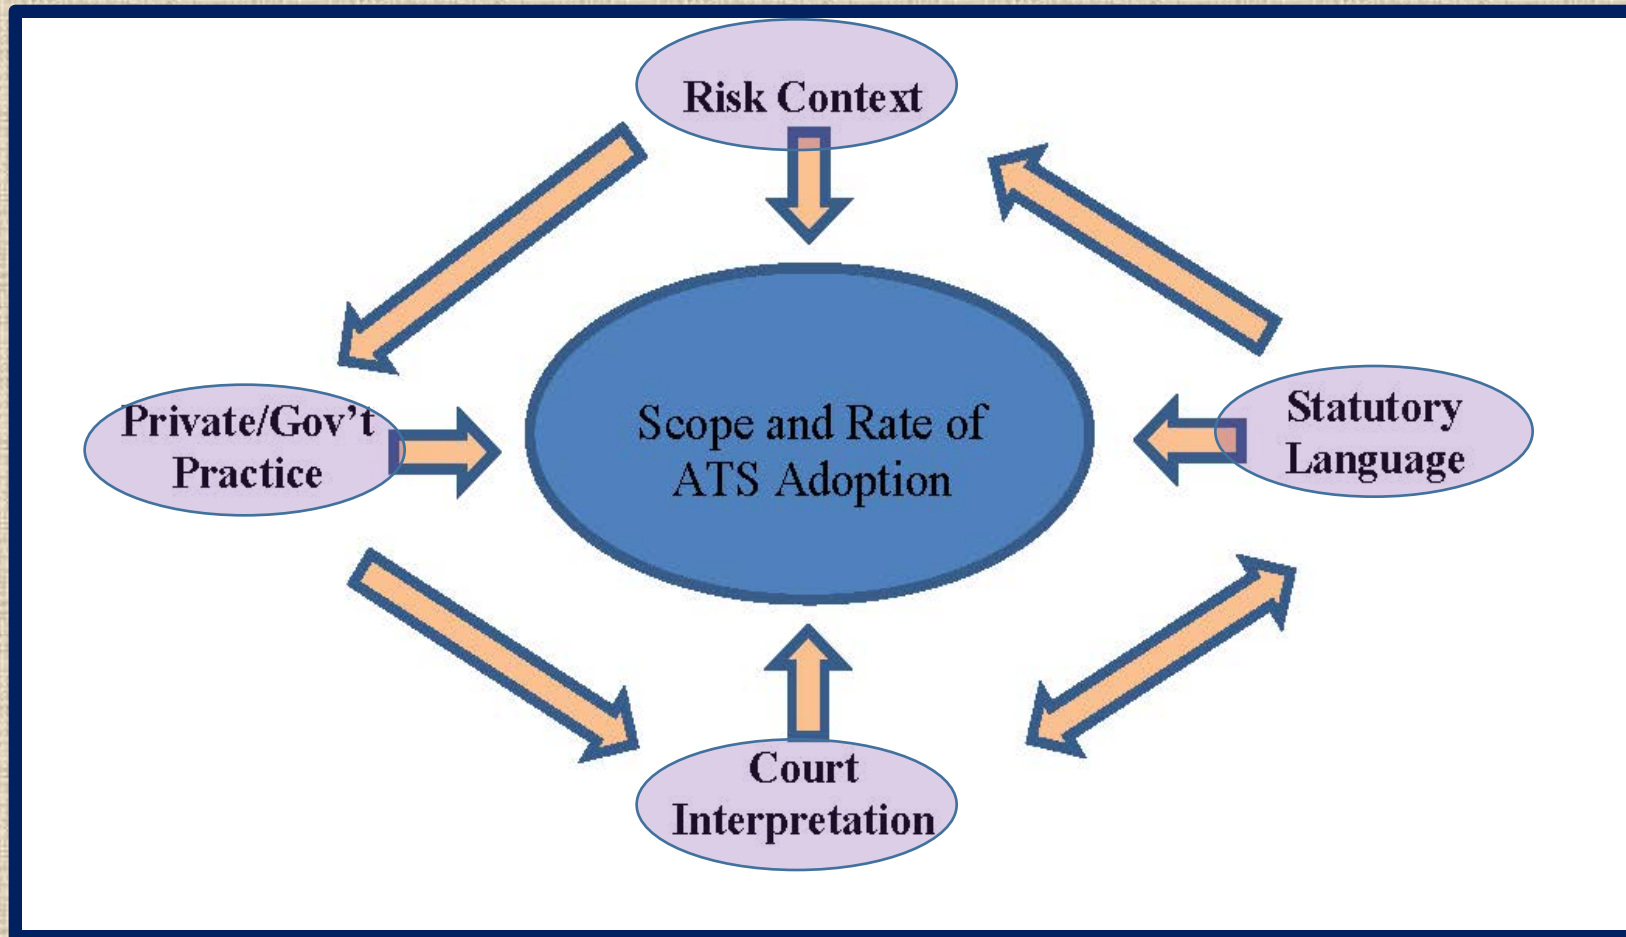 Risk Context
Private/Gov't
Practice
Scope and Rate of
ATS Adoption
Statutory
Language
Court
Interpretation